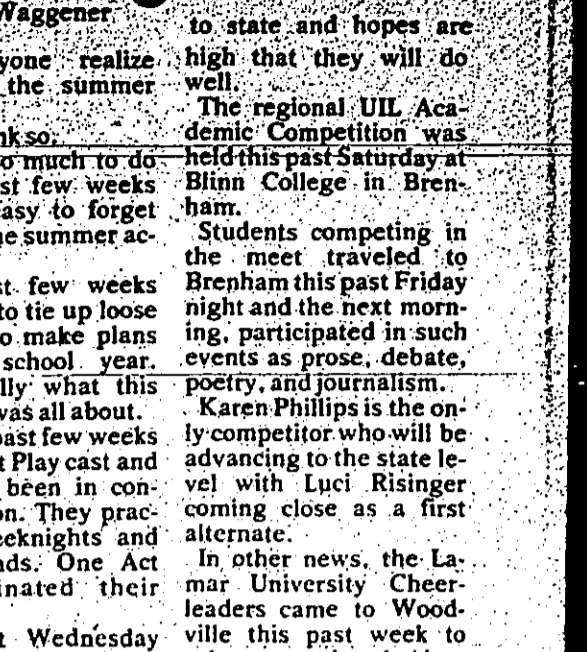 Waggener,
yone realize
the summer
nk so.
o much to do
st few weeks
easy to forget
he summer ac-
st few weeks
to tie up loose
o make plans
school year.
lly what this
was all about.
past few weeks
t Play cast and
been in con-
on. They prac-
eeknights and
nds. One Act
inated their
t Wednesday
to state and hopes are
high that they will do
well.
The regional UIL Aca-
demic Competition was
held this past Saturday at
Blinn College in Bren-
ham.
Students competing in
the meet traveled to
Brenham this past Friday
night and the next morn-
ing, participated in such
events as prose, debate,
poetry, and journalism.
Karen Phillips is the on-
ly competitor who will be
advancing to the state le-
vel with Luci Risinger
coming close as a first
alternate.
In other news, the La-
mar University Cheer-
leaders came to Wood-
ville this past week to